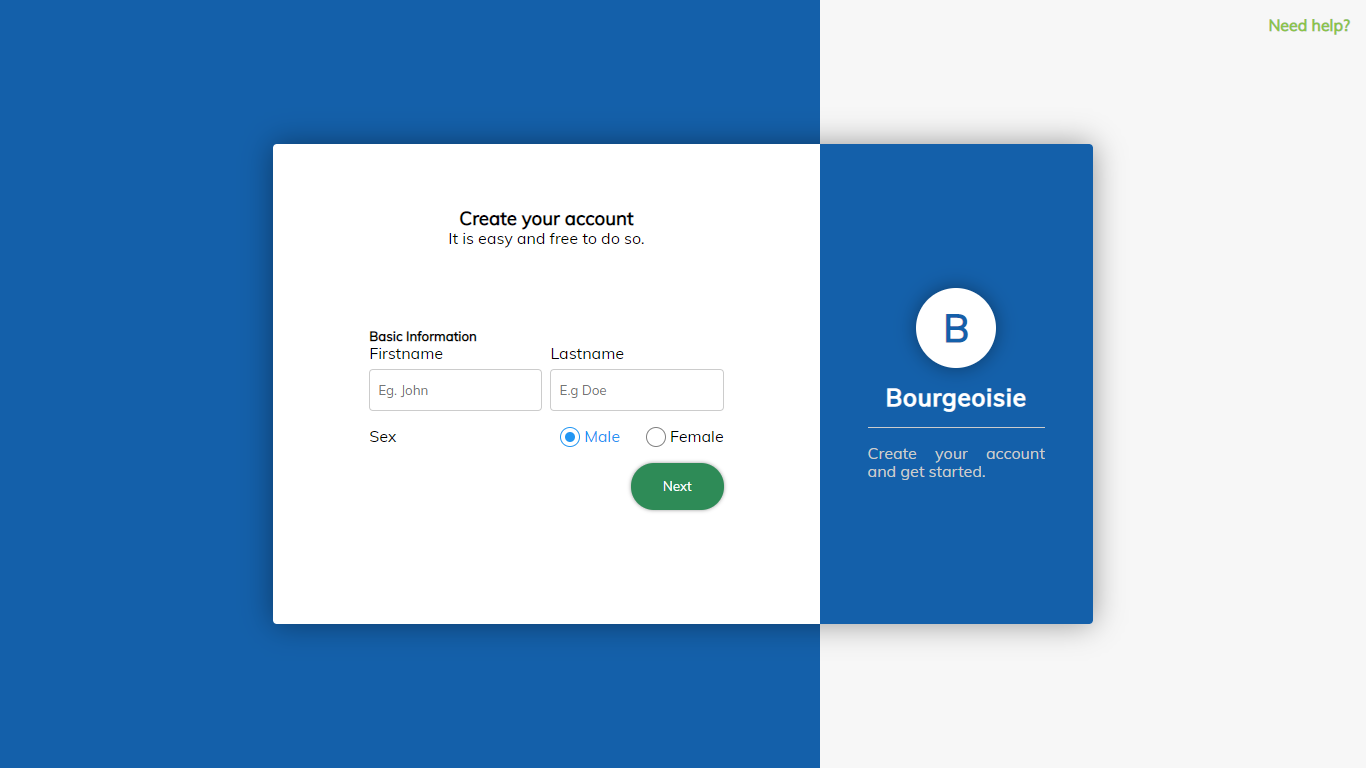 Need help?
Create your account
It is easy and free to do so.
Basic Information
Firstname
Lastname
Eg. John
E.g Doe
Sex
Male
Female
Next
B
Bourgeoisie
Create your account
and get started.